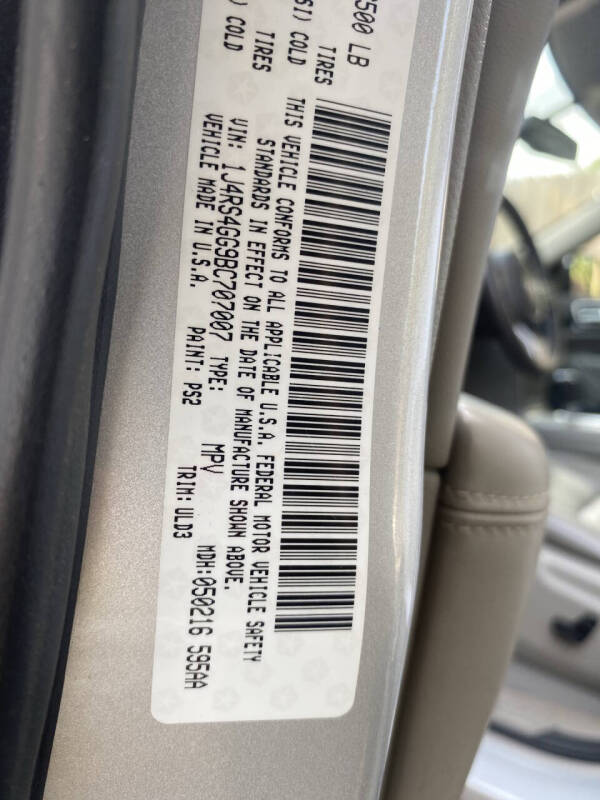 500 LB
TIRES
SI) COLD
TIRES
SI) COLD
THIS VEHICLE CONFORMS TO ALL APPLICABLE U.S.A. FEDERAL MOTOR VEHICLE SAFETY
STANDARDS IN EFFECT ON THE DATE OF MANUFACTURE SHOWN ABOVE.
VIN: 1J4RS4GG9BC707007 TYPE: MPV MDH:050216 595AA
VEHICLE MADE IN U.S.A. PAINT: PS2 TRIM: ULD3